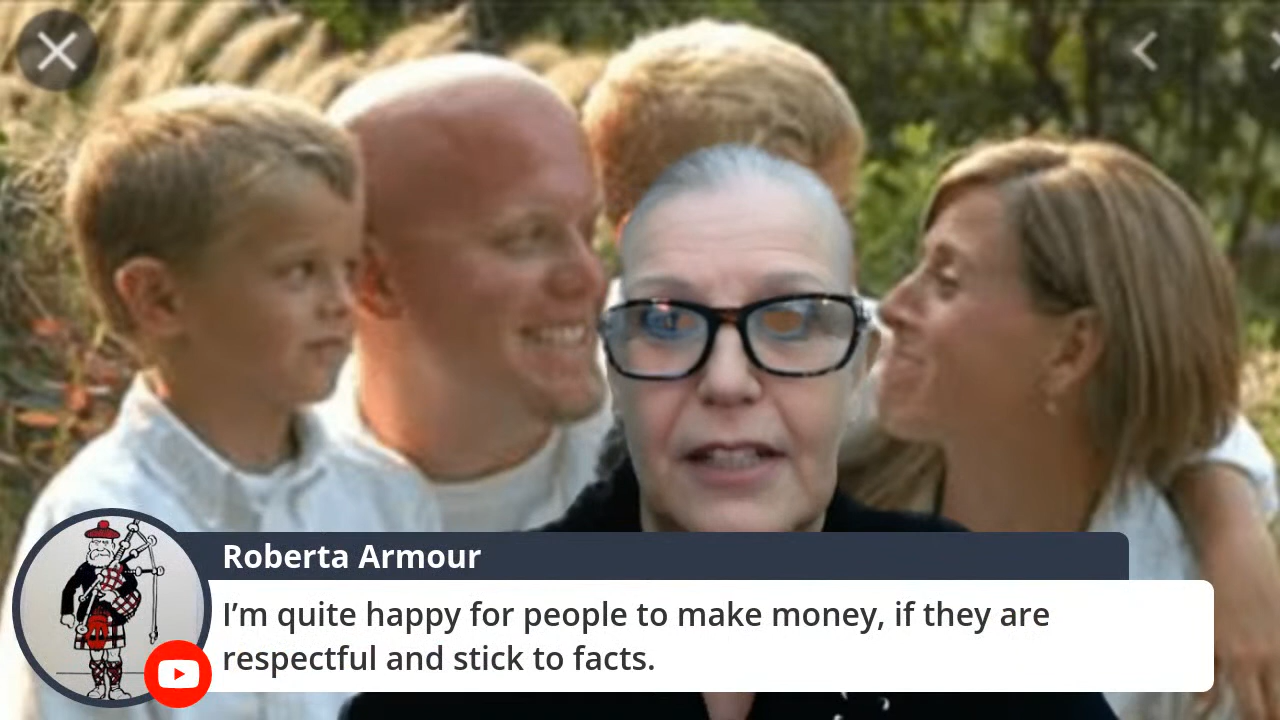 Roberta Armour
I’m quite happy for people to make money, if they are
respectful and stick to facts.